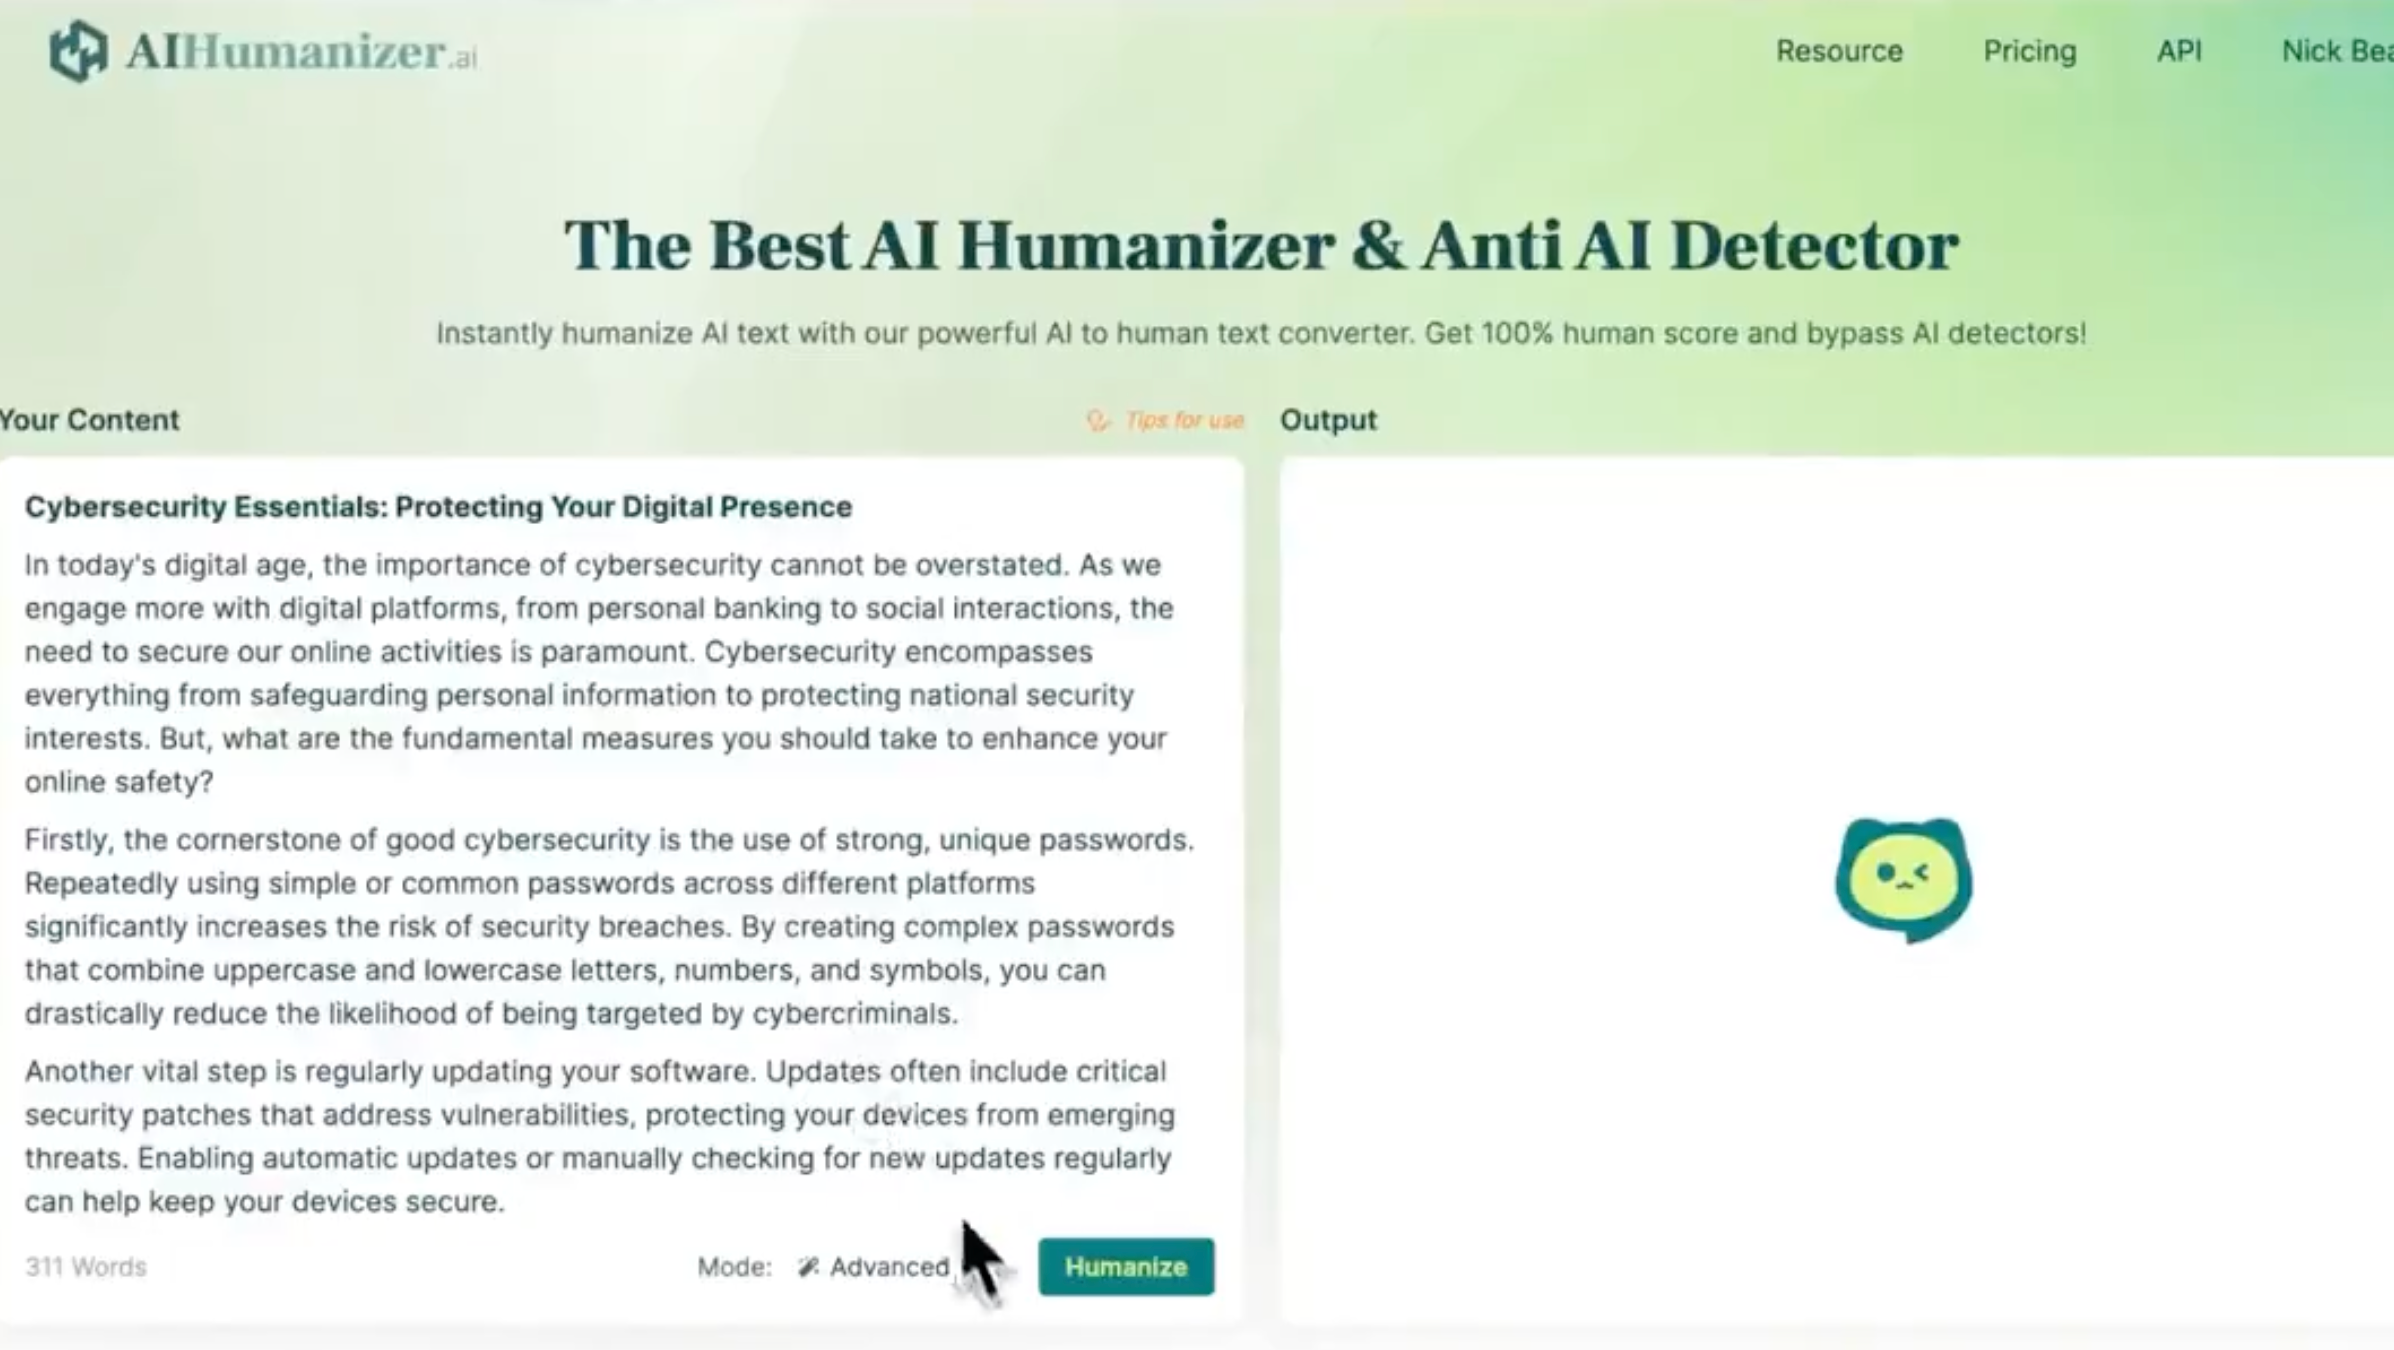 AIHumanizer.ai
Resource Pricing API Nick
The Best AI Humanizer & Anti AI Detector
Instantly humanize AI text with our powerful AI to human text converter. Get 100% human score and bypass AI detectors!
Your Content
Tips for use
Output
Cybersecurity Essentials: Protecting Your Digital Presence
In today's digital age, the importance of cybersecurity cannot be overstated. As we
engage more with digital platforms, from personal banking to social interactions, the
need to secure our online activities is paramount. Cybersecurity encompasses
everything from safeguarding personal information to protecting national security
interests. But, what are the fundamental measures you should take to enhance your
online safety?
Firstly, the cornerstone of good cybersecurity is the use of strong, unique passwords.
Repeatedly using simple or common passwords across different platforms
significantly increases the risk of security breaches. By creating complex passwords
that combine uppercase and lowercase letters, numbers, and symbols, you can
drastically reduce the likelihood of being targeted by cybercriminals.
Another vital step is regularly updating your software. Updates often include critical
security patches that address vulnerabilities, protecting your devices from emerging
threats. Enabling automatic updates or manually checking for new updates regularly
can help keep your devices secure.
311 Words
Mode: Advanced
Humanize